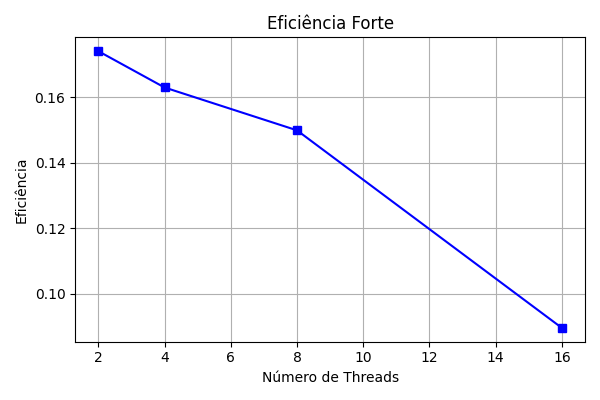 Eficiência Forte
Eficiência
0.16
0.14
0.12
0.10
2 4 6 8 10 12 14 16
Número de Threads